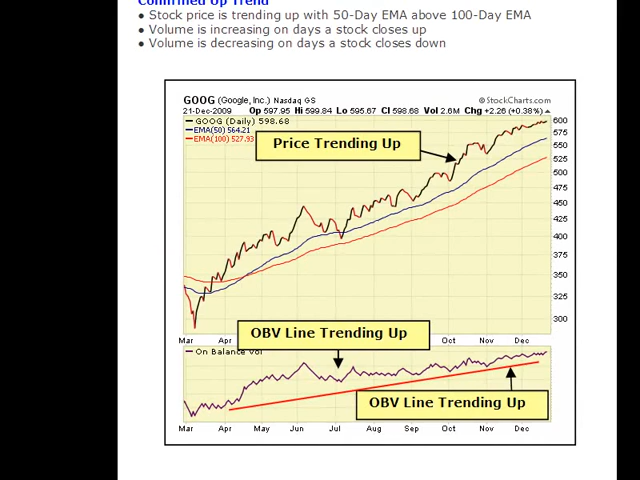 Confirmed Up Trend
● Stock price is trending up with 50-Day EMA above 100-Day EMA
● Volume is increasing on days a stock closes up
● Volume is decreasing on days a stock closes down
GOOG (Google, Inc.) Nasdaq GS
© StockCharts.com
21-Dec-2009 Op 597.95 Hi 599.84 Lo 595.67 Cl 598.68 Vol 2.6M Chg +2.26 (+0.38%)
GOOG (Daily) 598.68
EMA(50) 564.21
EMA(100) 527.93
Price Trending Up
600
575
550
525
500
475
450
425
400
375
350
325
300
OBV Line Trending Up
Mar Apr Oct Nov Dec
On Balance Vol
OBV Line Trending Up
Mar Apr May Jun Jul Aug Sep Oct Nov Dec